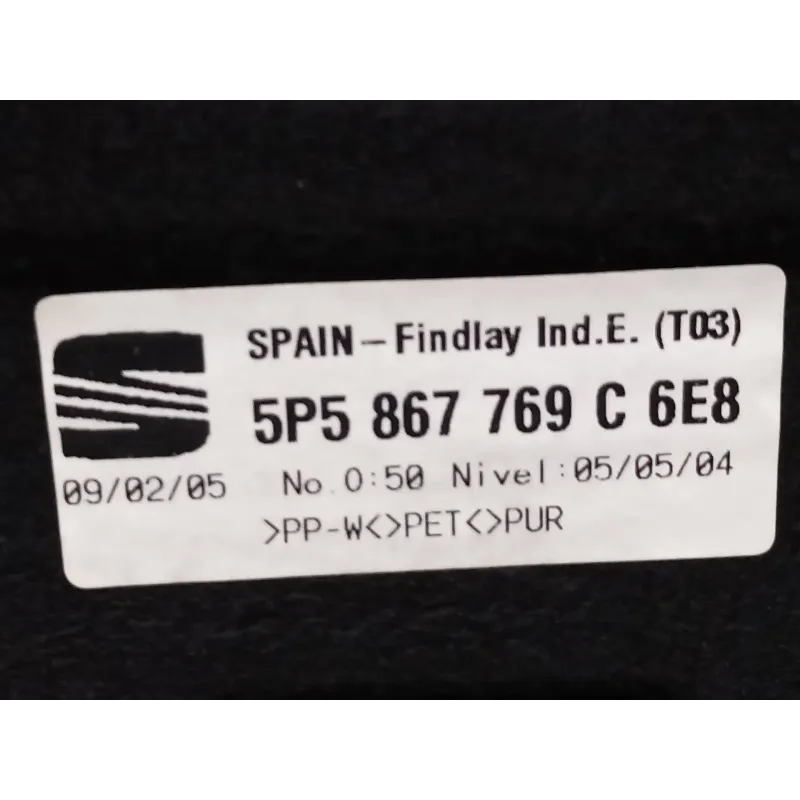 SPAIN-Findlay Ind.E. (T03)
5P5 867 769 C 6E8
09/02/05 No.0:50 Nivel:05/05/04
>PP-W<>PET<>PUR